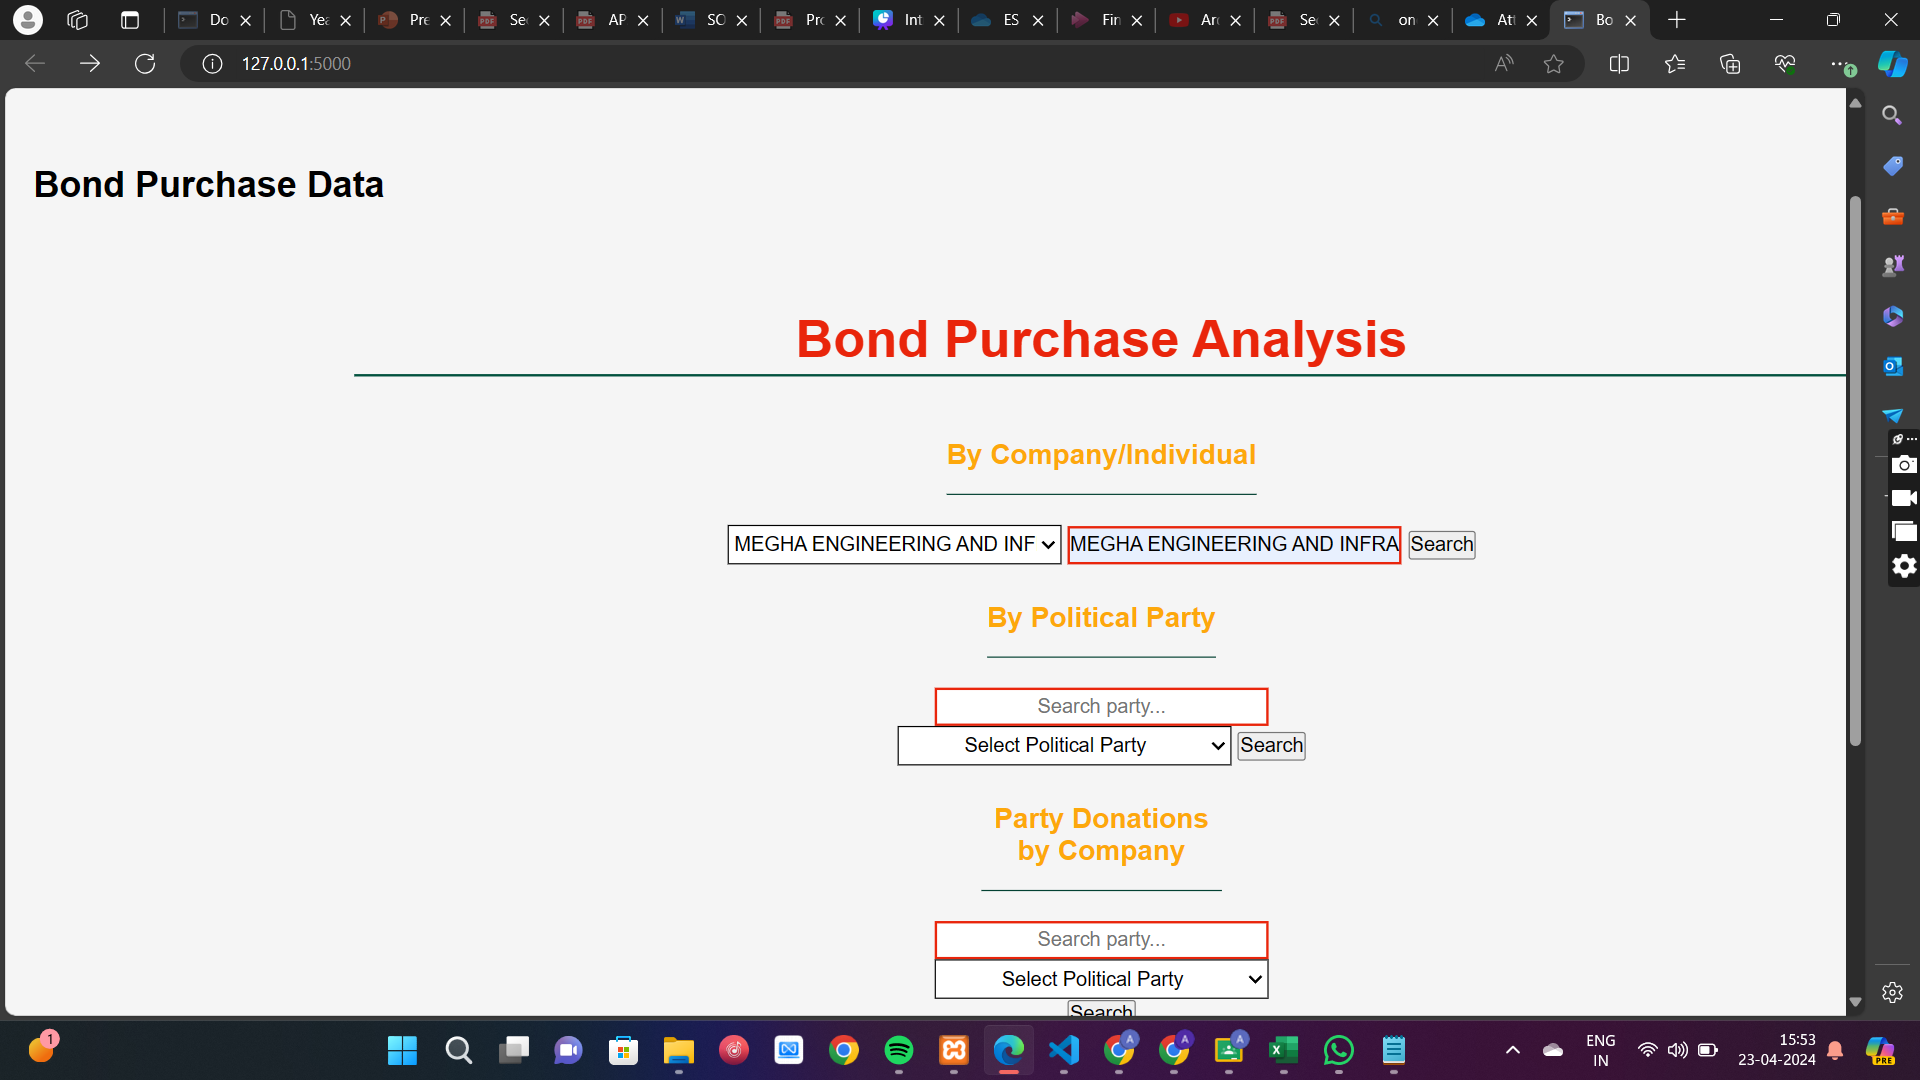 Do
Yea
Pre
Sec
AP
SO
Pro
Int
ES
Fin
Arc
Sec
on
Att
Bo
127.0.0.1:5000
Bond Purchase Data
Bond Purchase Analysis
By Company/Individual
MEGHA ENGINEERING AND INF
MEGHA ENGINEERING AND INFRA
Search
By Political Party
Search party...
Select Political Party
Search
Party Donations
by Company
Search party...
Select Political Party
Search
1
A
A
A
ENG
IN
15:53
23-04-2024
PRE